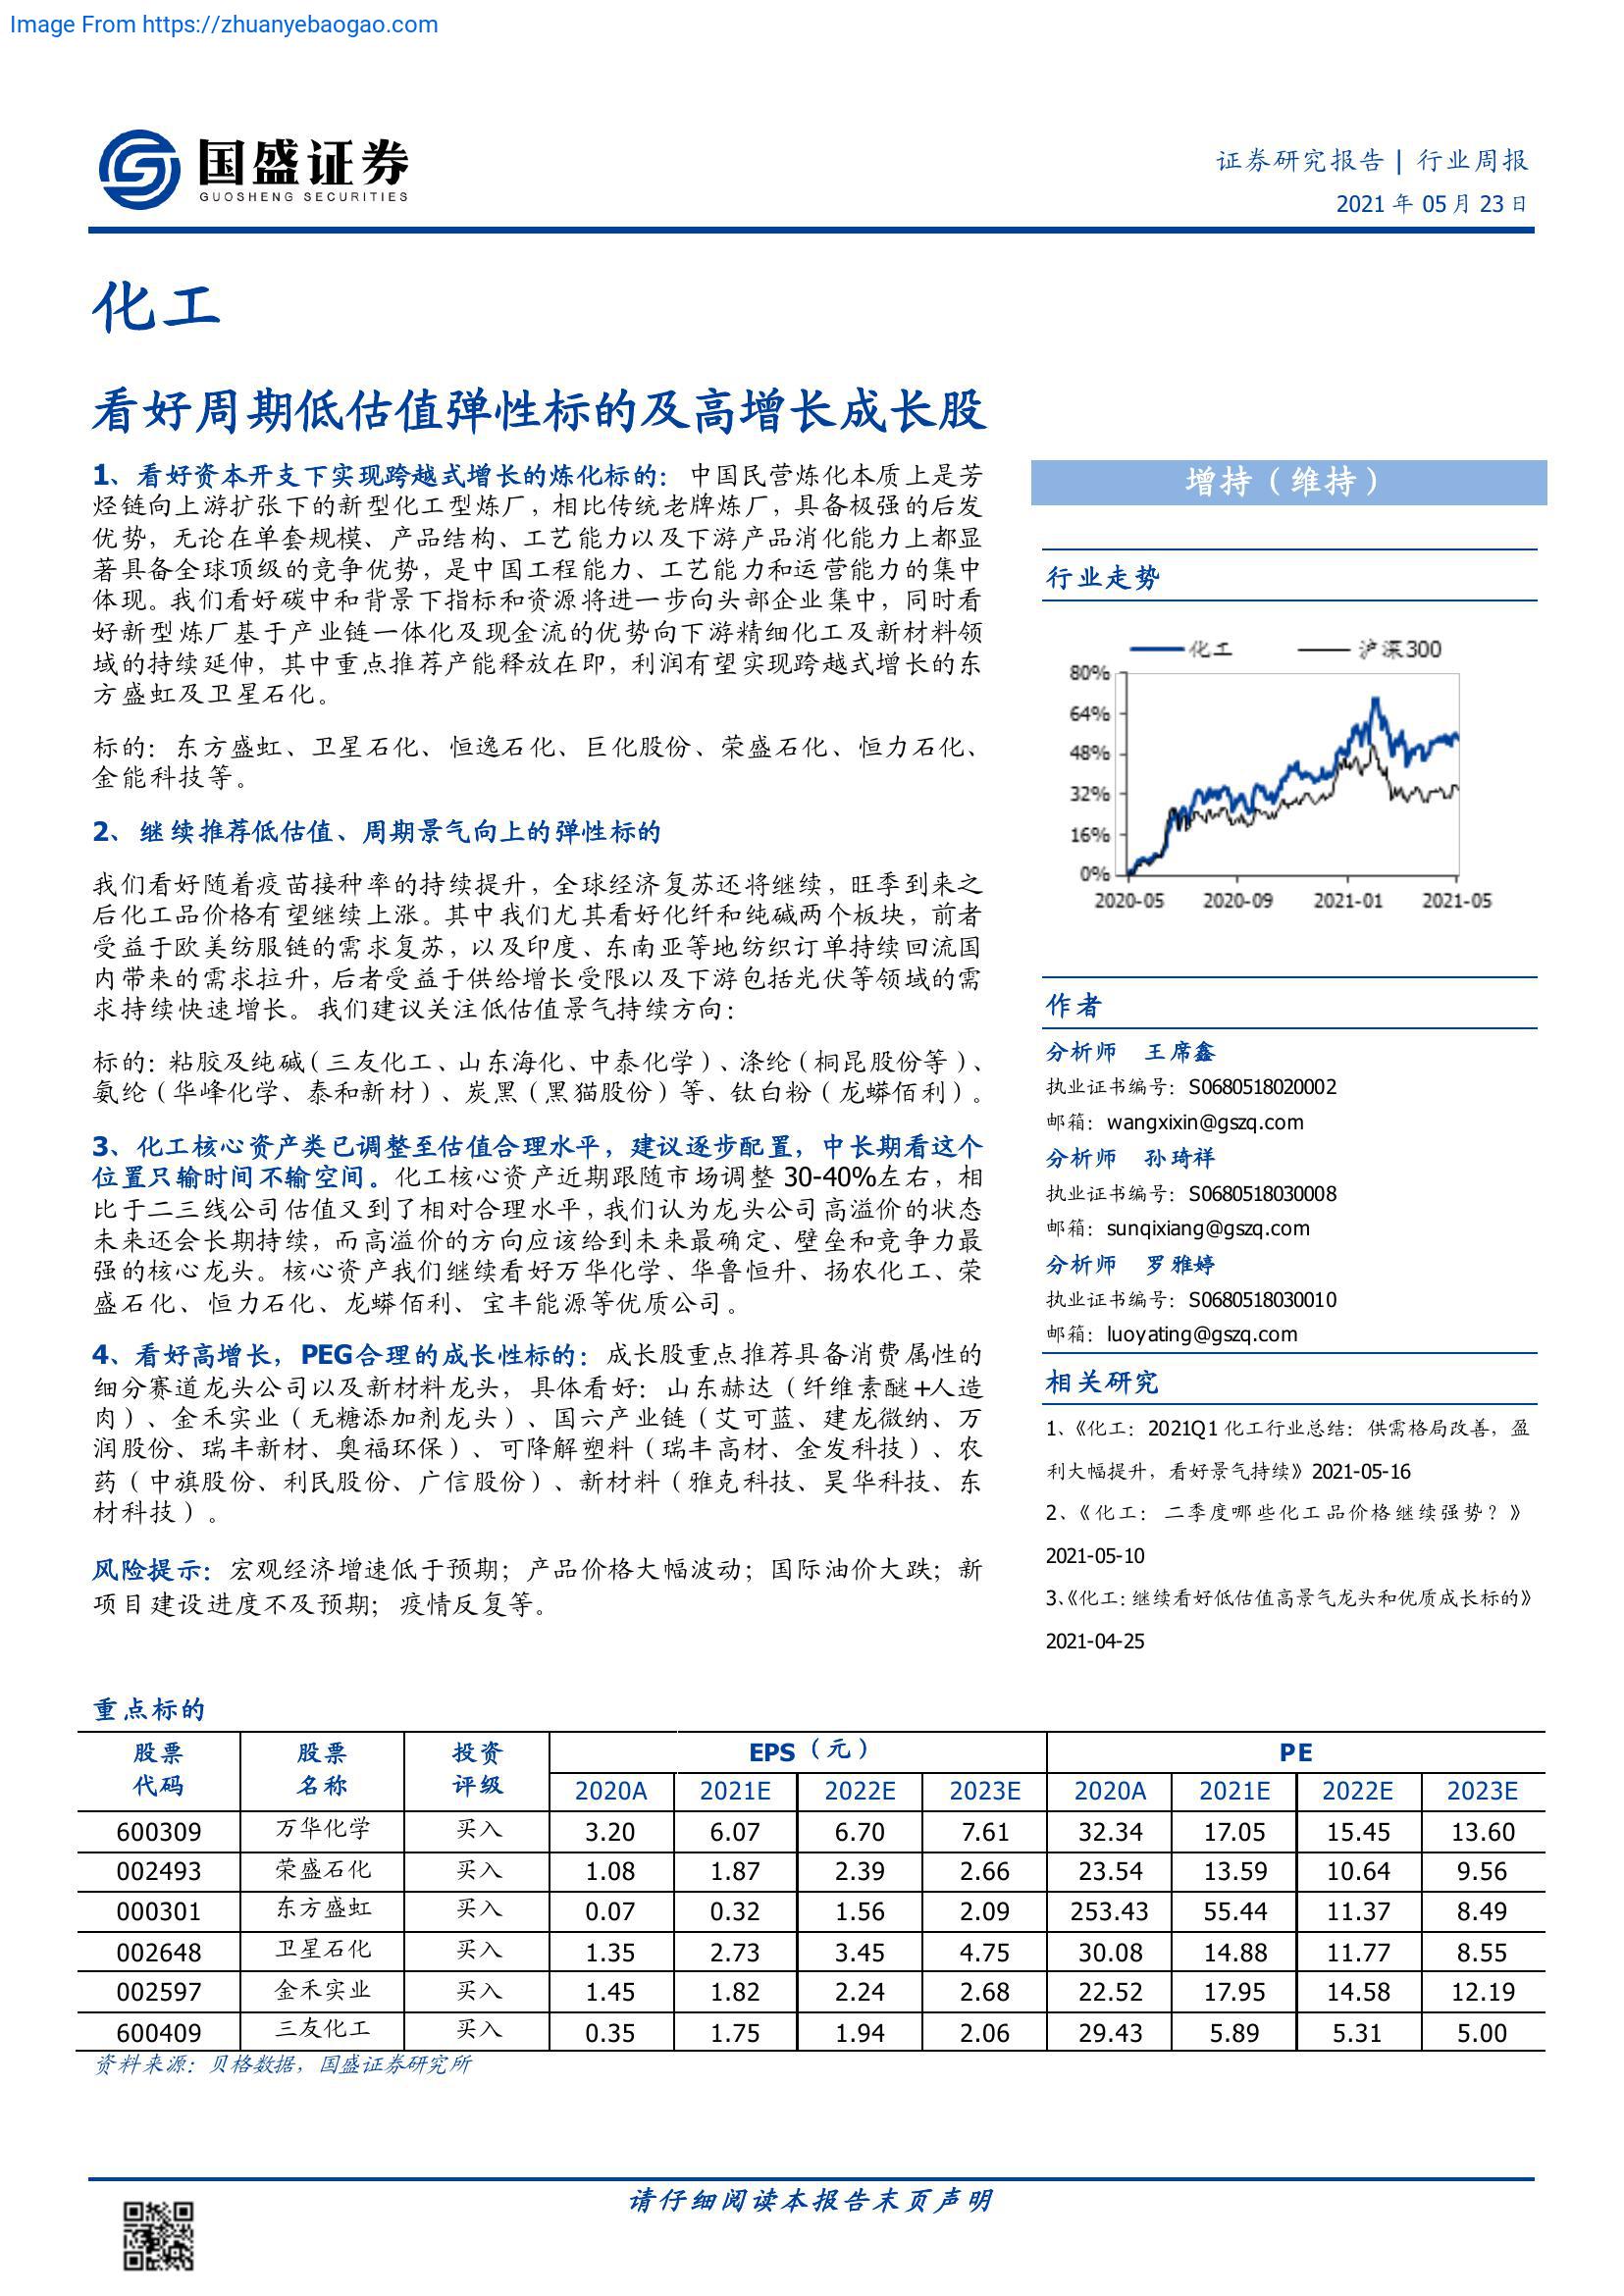 Image From https://zhuanyebaogao.com
国盛证券
GUOSHENG SECURITIES
证券研究报告 | 行业周报
2021 年 05 月 23 日
化工
看好周期低估值弹性标的及高增长成长股
1、看好资本开支下实现跨越式增长的炼化标的：中国民营炼化本质上是芳
烃链向上游扩张下的新型化工型炼厂，相比传统老牌炼厂，具备极强的后发
优势，无论在单套规模、产品结构、工艺能力以及下游产品消化能力上都显
著具备全球顶级的竞争优势，是中国工程能力、工艺能力和运营能力的集中
体现。我们看好碳中和背景下指标和资源将进一步向头部企业集中，同时看
好新型炼厂基于产业链一体化及现金流的优势向下游精细化工及新材料领
域的持续延伸，其中重点推荐产能释放在即，利润有望实现跨越式增长的东
方盛虹及卫星石化。
标的：东方盛虹、卫星石化、恒逸石化、巨化股份、荣盛石化、恒力石化、
金能科技等。
2、继续推荐低估值、周期景气向上的弹性标的
我们看好随着疫苗接种率的持续提升，全球经济复苏还将继续，旺季到来之
后化工品价格有望继续上涨。其中我们尤其看好化纤和纯碱两个板块，前者
受益于欧美纺服链的需求复苏，以及印度、东南亚等地纺织订单持续回流国
内带来的需求拉升，后者受益于供给增长受限以及下游包括光伏等领域的需
求持续快速增长。我们建议关注低估值景气持续方向：
标的：粘胶及纯碱（三友化工、山东海化、中泰化学）、涤纶（桐昆股份等）、
氨纶（华峰化学、泰和新材）、炭黑（黑猫股份）等、钛白粉（龙蟒佰利）。
3、化工核心资产类已调整至估值合理水平，建议逐步配置，中长期看这个
位置只输时间不输空间。化工核心资产近期跟随市场调整 30-40%左右，相
比于二三线公司估值又到了相对合理水平，我们认为龙头公司高溢价的状态
未来还会长期持续，而高溢价的方向应该给到未来最确定、壁垒和竞争力最
强的核心龙头。核心资产我们继续看好万华化学、华鲁恒升、扬农化工、荣
盛石化、恒力石化、龙蟒佰利、宝丰能源等优质公司。
4、看好高增长，PEG合理的成长性标的：成长股重点推荐具备消费属性的
细分赛道龙头公司以及新材料龙头，具体看好：山东赫达（纤维素醚+人造
肉）、金禾实业（无糖添加剂龙头）、国六产业链（艾可蓝、建龙微纳、万
润股份、瑞丰新材、奥福环保）、可降解塑料（瑞丰高材、金发科技）、农
药（中旗股份、利民股份、广信股份）、新材料（雅克科技、昊华科技、东
材科技）。
风险提示：宏观经济增速低于预期；产品价格大幅波动；国际油价大跌；新
项目建设进度不及预期；疫情反复等。
增持（维持）
行业走势
化工 沪深300
80%
64%
48%
32%
16%
0%
2020-05 2020-09 2021-01 2021-05
作者
分析师 王席鑫
执业证书编号：S0680518020002
邮箱：wangxixin@gszq.com
分析师 孙琦祥
执业证书编号：S0680518030008
邮箱：sunqixiang@gszq.com
分析师 罗雅婷
执业证书编号：S0680518030010
邮箱：luoyating@gszq.com
相关研究
1、《化工：2021Q1 化工行业总结：供需格局改善，盈
利大幅提升，看好景气持续》2021-05-16
2、《化工：二季度哪些化工品价格继续强势？》
2021-05-10
3、《化工：继续看好低估值高景气龙头和优质成长标的》
2021-04-25
重点标的
股票 股票 投资 EPS（元） PE
代码 名称 评级 2020A 2021E 2022E 2023E 2020A 2021E 2022E 2023E
600309 万华化学 买入 3.20 6.07 6.70 7.61 32.34 17.05 15.45 13.60
002493 荣盛石化 买入 1.08 1.87 2.39 2.66 23.54 13.59 10.64 9.56
000301 东方盛虹 买入 0.07 0.32 1.56 2.09 253.43 55.44 11.37 8.49
002648 卫星石化 买入 1.35 2.73 3.45 4.75 30.08 14.88 11.77 8.55
002597 金禾实业 买入 1.45 1.82 2.24 2.68 22.52 17.95 14.58 12.19
600409 三友化工 买入 0.35 1.75 1.94 2.06 29.43 5.89 5.31 5.00
资料来源：贝格数据，国盛证券研究所
请仔细阅读本报告末页声明